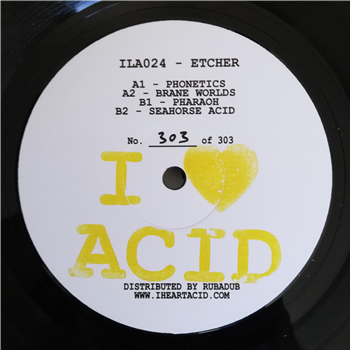 ILA024 - ETCHER
A1 - PHONETICS
A2 - BRANE WORLDS
B1 - PHARAOH
B2 - SEAHORSE ACID
No. 303 of 303
I ♥
ACID
DISTRIBUTED BY RUBADUB
WWW.IHEARTACID.COM